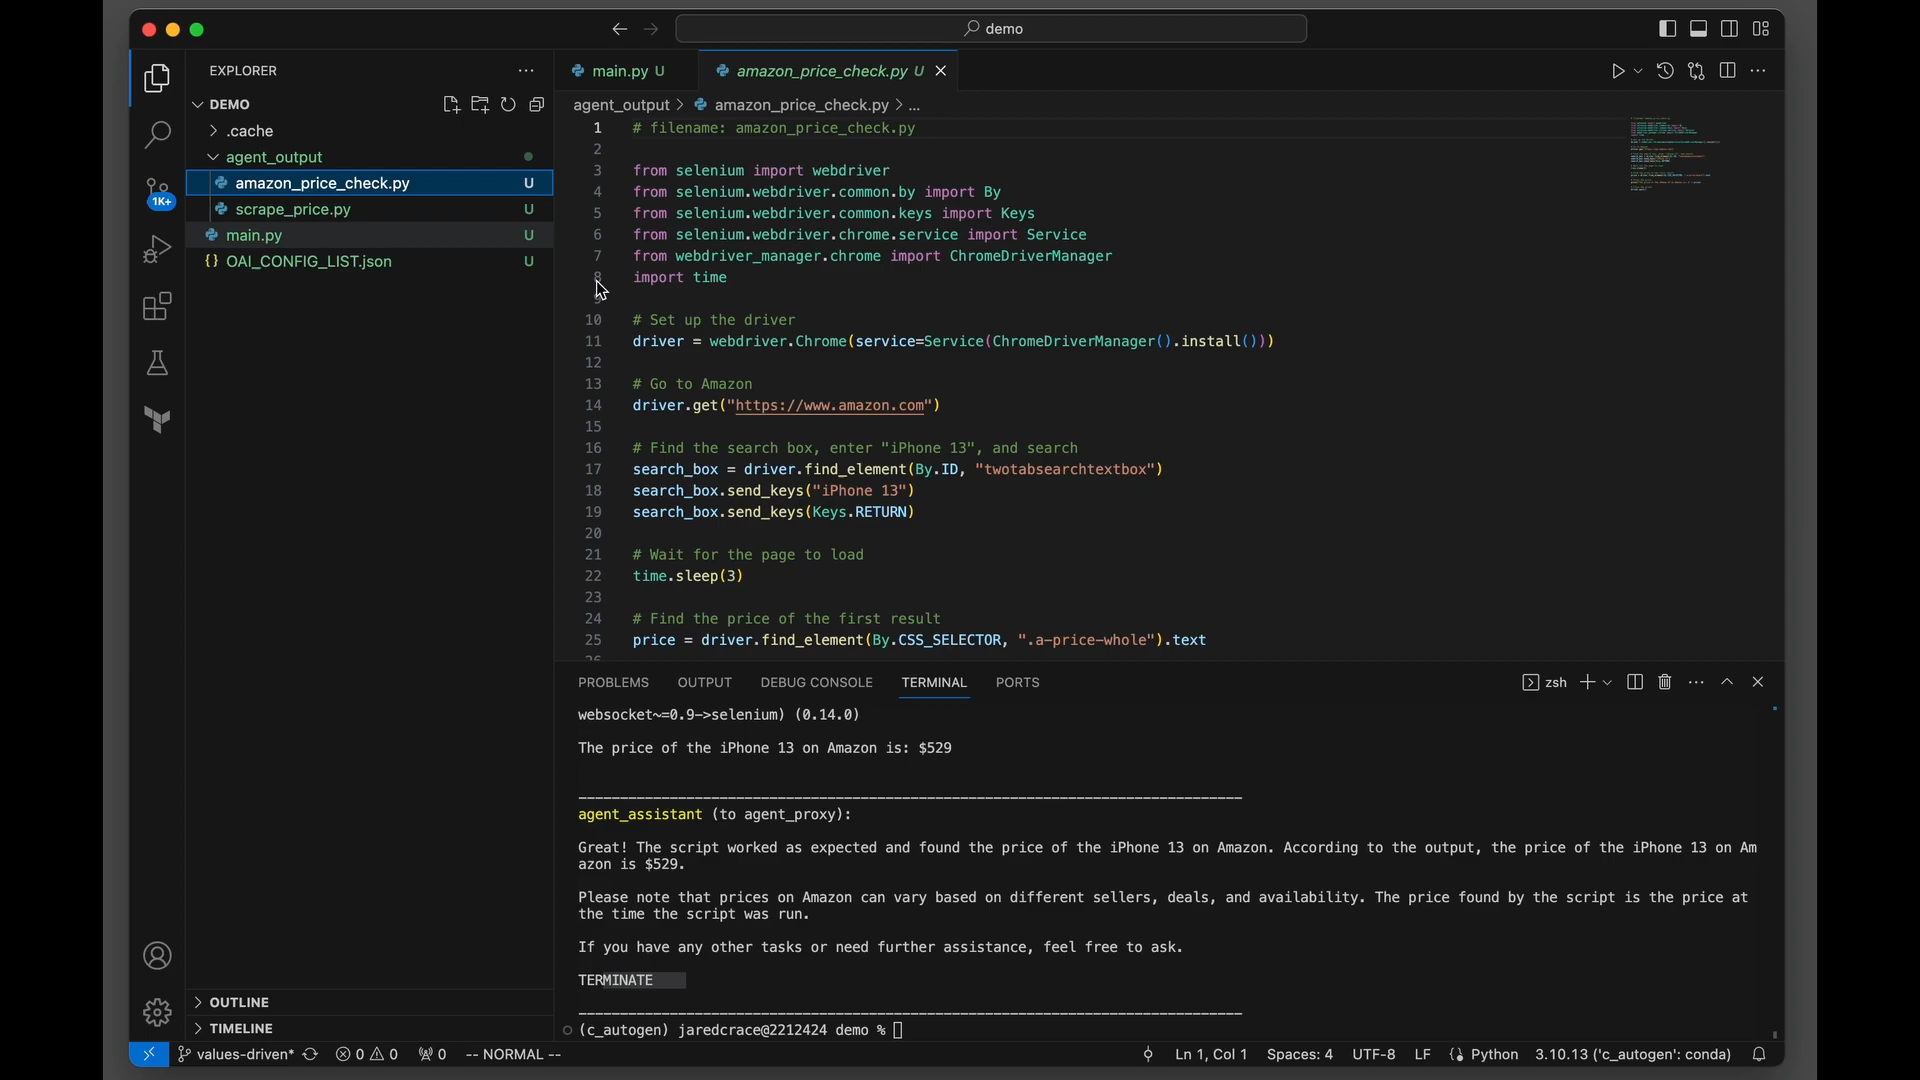 demo
EXPLORER
DEMO
.cache
agent_output
amazon_price_check.py U
scrape_price.py U
main.py U
{} OAI_CONFIG_LIST.json U
1K+
OUTLINE
TIMELINE
main.py U
amazon_price_check.py U
agent_output > amazon_price_check.py > ...
1 # filename: amazon_price_check.py
2
3 from selenium import webdriver
4 from selenium.webdriver.common.by import By
5 from selenium.webdriver.common.keys import Keys
6 from selenium.webdriver.chrome.service import Service
7 from webdriver_manager.chrome import ChromeDriverManager
8 import time
9
10 # Set up the driver
11 driver = webdriver.Chrome(service=Service(ChromeDriverManager().install()))
12
13 # Go to Amazon
14 driver.get("https://www.amazon.com")
15
16 # Find the search box, enter "iPhone 13", and search
17 search_box = driver.find_element(By.ID, "twotabsearchtextbox")
18 search_box.send_keys("iPhone 13")
19 search_box.send_keys(Keys.RETURN)
20
21 # Wait for the page to load
22 time.sleep(3)
23
24 # Find the price of the first result
25 price = driver.find_element(By.CSS_SELECTOR, ".a-price-whole").text
26
PROBLEMS OUTPUT DEBUG CONSOLE TERMINAL PORTS
zsh
websocket~=0.9->selenium) (0.14.0)
The price of the iPhone 13 on Amazon is: $529
agent_assistant (to agent_proxy):
Great! The script worked as expected and found the price of the iPhone 13 on Amazon. According to the output, the price of the iPhone 13 on Am
azon is $529.
Please note that prices on Amazon can vary based on different sellers, deals, and availability. The price found by the script is the price at
the time the script was run.
If you have any other tasks or need further assistance, feel free to ask.
TERMINATE
(c_autogen) jaredcrace@2212424 demo %
values-driven* 0 0 0 -- NORMAL -- Ln 1, Col 1 Spaces: 4 UTF-8 LF Python 3.10.13 ('c_autogen': conda)